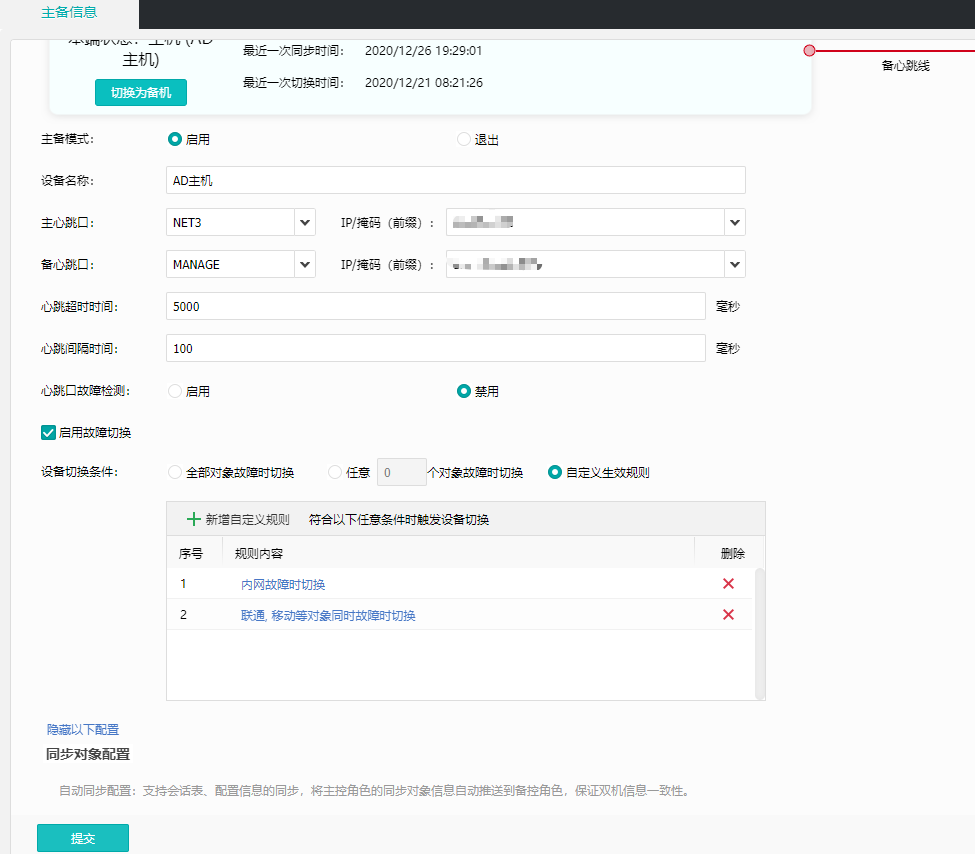 主备信息
本端状态：主机 (AD
主机)
切换为备机
最近一次同步时间： 2020/12/26 19:29:01
最近一次切换时间： 2020/12/21 08:21:26
备心跳线
主备模式: 启用 退出
设备名称: AD主机
主心跳口: NET3 IP/掩码（前缀）:
备心跳口: MANAGE IP/掩码（前缀）:
心跳超时时间: 5000 毫秒
心跳间隔时间: 100 毫秒
心跳口故障检测: 启用 禁用
启用故障切换
设备切换条件: 全部对象故障时切换 任意 0 个对象故障时切换 自定义生效规则
新增自定义规则 符合以下任意条件时触发设备切换
序号 规则内容 删除
1 内网故障时切换
2 联通, 移动等对象同时故障时切换
隐藏以下配置
同步对象配置
自动同步配置：支持会话表、配置信息的同步，将主控角色的同步对象信息自动推送到备控角色，保证双机信息一致性。
提交